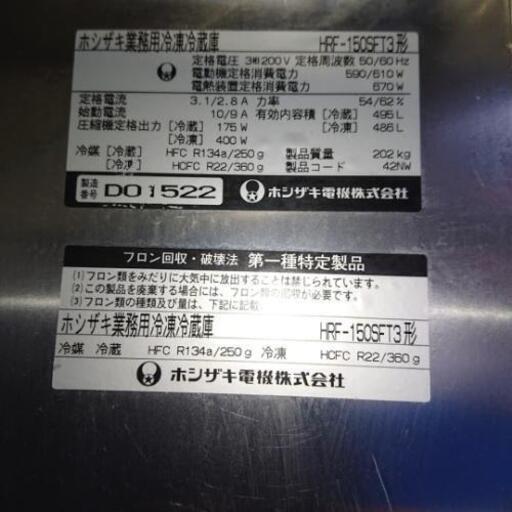 ホシザキ業務用冷凍冷蔵庫 HRF-150SFT3形
定格電圧 3相200V 定格周波数 50/60Hz
電動機定格消費電力 590/610W
電熱装置定格消費電力 670W
定格電流 3.1/2.8A 力率 54/62%
始動電流 10/9A 有効内容積 [冷蔵] 495L
圧縮機定格出力 [冷蔵] 175W [冷凍] 486L
[冷凍] 400W
冷媒 [冷蔵] HFC R134a/250g 製品質量 202kg
[冷凍] HCFC R22/360g 製品コード 42NW
製造番号 D01522 ホシザキ電機株式会社
フロン回収・破壊法 第一種特定製品
(1)フロン類をみだりに大気中に放出することは禁じられています。
(2)この製品を廃棄する場合には、フロン類の回収が必要です。
(3)フロン類の種類及び量は、下記に記載
ホシザキ業務用冷凍冷蔵庫 HRF-150SFT3形
冷媒 冷蔵 HFC R134a/250g 冷凍 HCFC R22/360g
ホシザキ電機株式会社